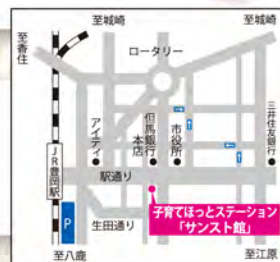 至城崎
至城崎
至香住
ロータリー
アイティ
但馬銀行
本店
市役所
三井住友銀行
JR豊岡駅
駅通り
P
生田通り
子育てほっとステーション
「サンスト館」
至八鹿
至江原